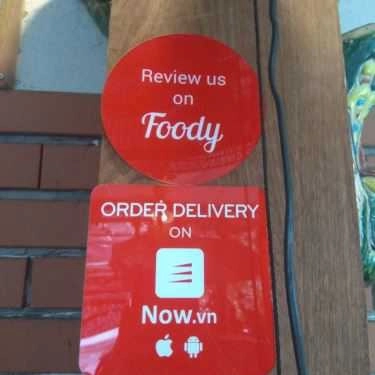 Review us
on
Foody
ORDER DELIVERY
ON
Now.vn